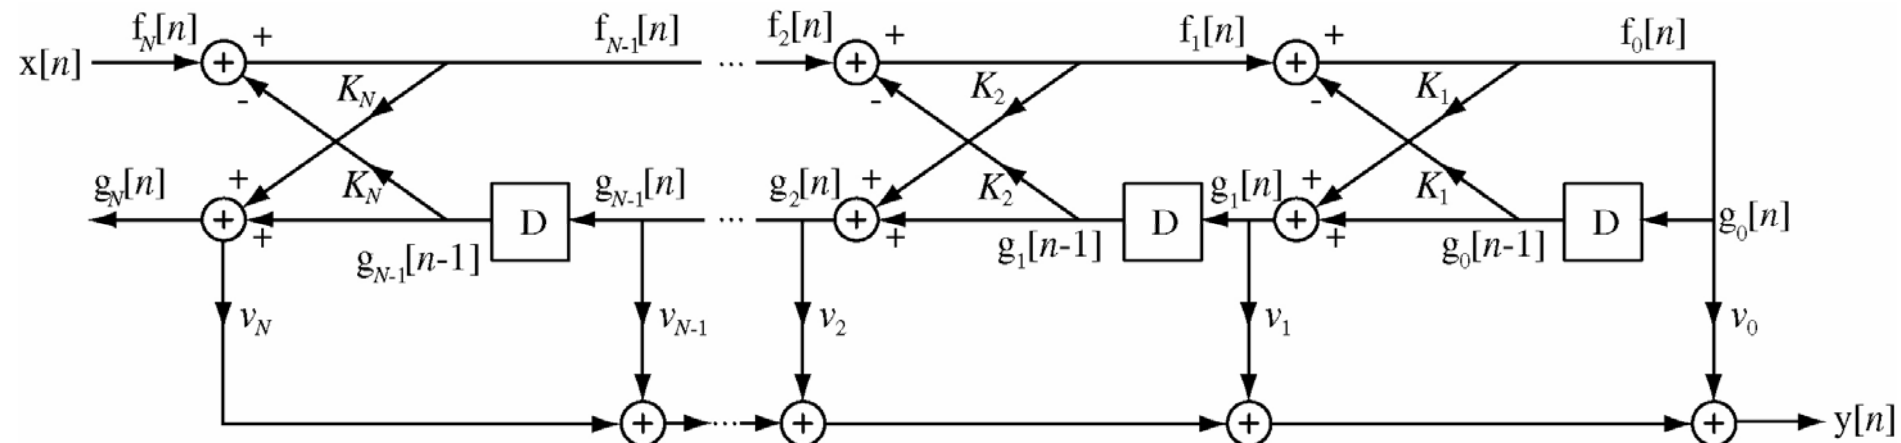 f_N[n] f_{N-1}[n] f_2[n] f_1[n] f_0[n]
x[n] + + + ... + + + +
- K_N - K_2 - K_1
g_N[n] + K_N g_{N-1}[n] g_2[n] + K_2 g_1[n] + K_1
+ D ... + D + D g_0[n]
+ g_{N-1}[n-1] + g_1[n-1] + g_0[n-1]
v_N v_{N-1} v_2 v_1 v_0
+ ... + + + y[n]